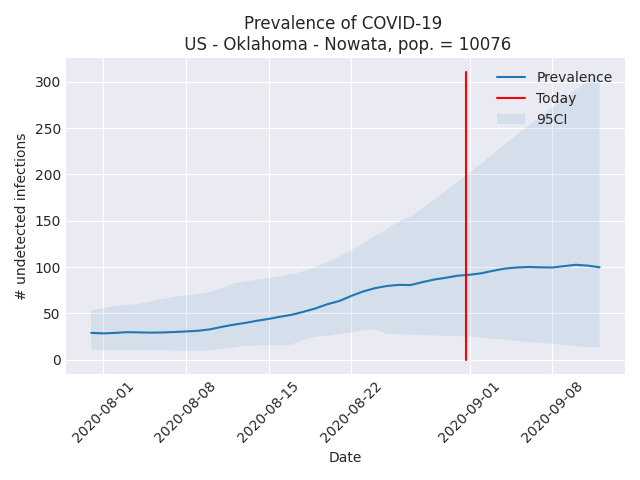 Prevalence of COVID-19
US - Oklahoma - Nowata, pop. = 10076
Prevalence
Today
95CI
# undetected infections
300
250
200
150
100
50
0
2020-08-01
2020-08-08
2020-08-15
2020-08-22
2020-09-01
2020-09-08
Date